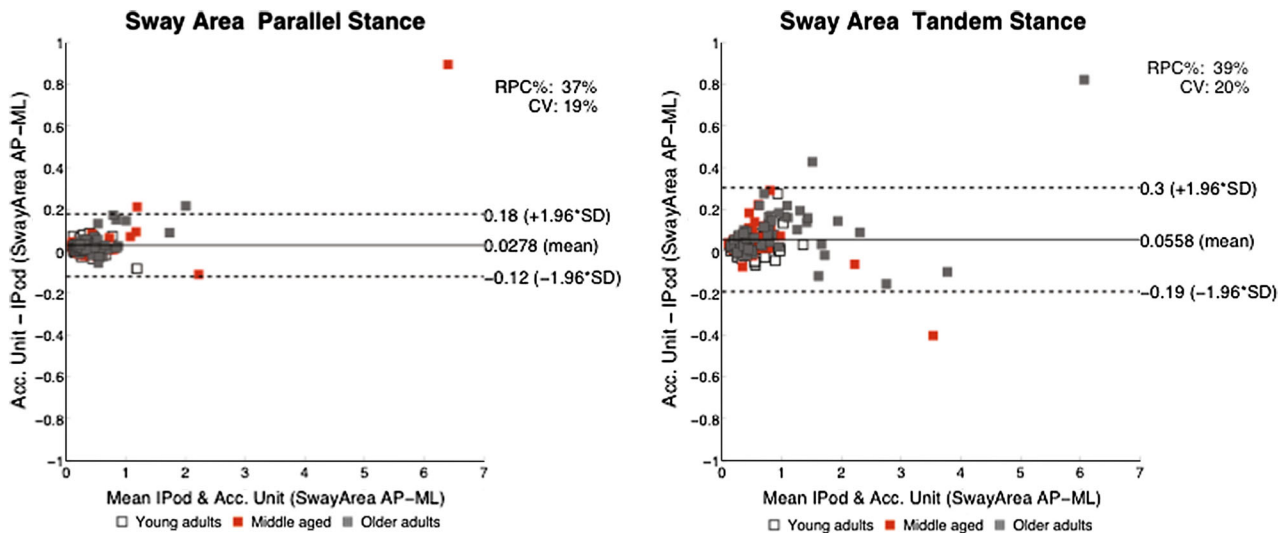 Sway Area Parallel Stance
Acc. Unit – IPod (SwayArea AP–ML)
1
0.8
0.6
0.4
0.2
0
–0.2
–0.4
–0.6
–0.8
–1
RPC%: 37%
CV: 19%
0.18 (+1.96*SD)
0.0278 (mean)
–0.12 (–1.96*SD)
0 1 2 3 4 5 6 7
Mean IPod & Acc. Unit (SwayArea AP–ML)
Young adults Middle aged Older adults
Sway Area Tandem Stance
Acc. Unit – IPod (SwayArea AP–ML)
1
0.8
0.6
0.4
0.2
0
–0.2
–0.4
–0.6
–0.8
–1
RPC%: 39%
CV: 20%
0.3 (+1.96*SD)
0.0558 (mean)
–0.19 (–1.96*SD)
0 1 2 3 4 5 6 7
Mean IPod & Acc. Unit (SwayArea AP–ML)
Young adults Middle aged Older adults